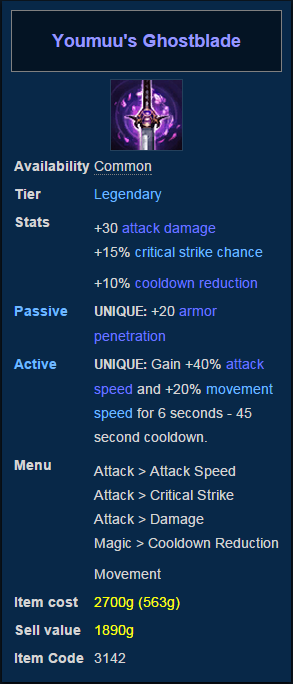 Youmuu's Ghostblade
Availability Common
Tier Legendary
Stats +30 attack damage
+15% critical strike chance
+10% cooldown reduction
Passive UNIQUE: +20 armor
penetration
Active UNIQUE: Gain +40% attack
speed and +20% movement
speed for 6 seconds - 45
second cooldown.
Menu Attack > Attack Speed
Attack > Critical Strike
Attack > Damage
Magic > Cooldown Reduction
Movement
Item cost 2700g (563g)
Sell value 1890g
Item Code 3142